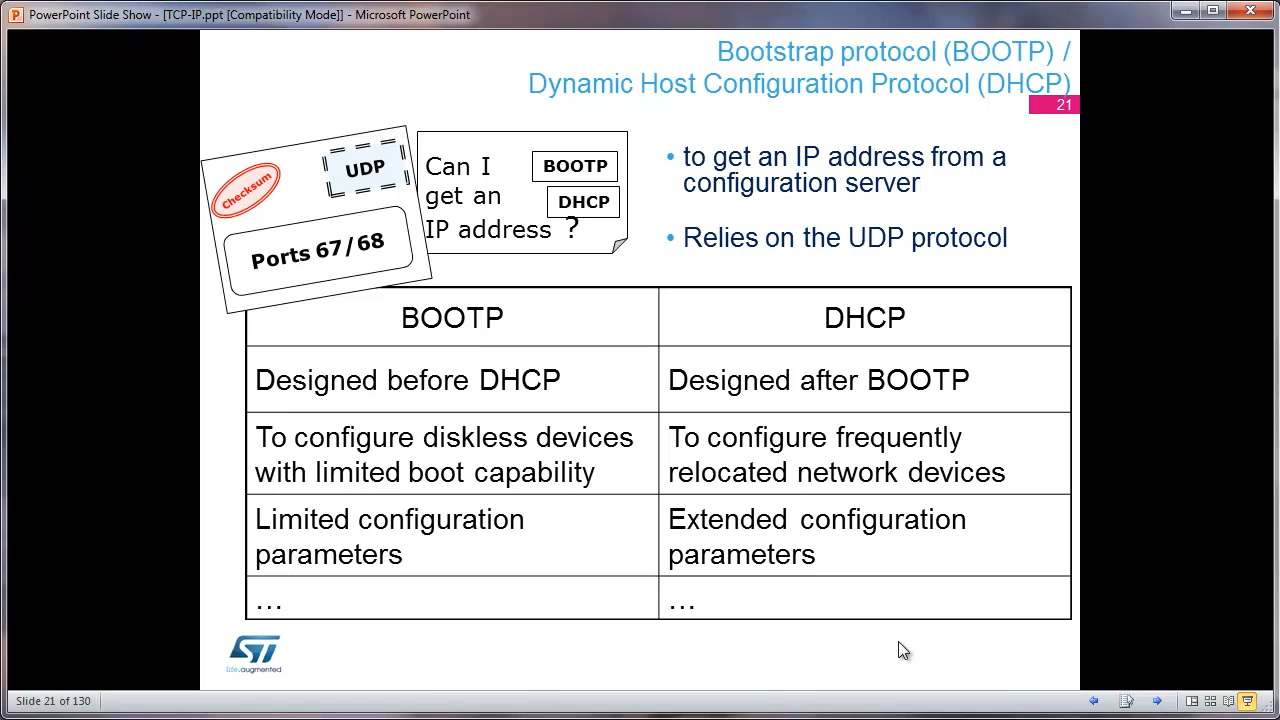 PowerPoint Slide Show - [TCP-IP.ppt [Compatibility Mode]] - Microsoft PowerPoint
Bootstrap protocol (BOOTP) /
Dynamic Host Configuration Protocol (DHCP)
21
Checksum
UDP
Ports 67/68
Can I
get an
IP address ?
BOOTP
DHCP
• to get an IP address from a
configuration server
• Relies on the UDP protocol
BOOTP
DHCP
Designed before DHCP
Designed after BOOTP
To configure diskless devices
with limited boot capability
To configure frequently
relocated network devices
Limited configuration
parameters
Extended configuration
parameters
…
…
ST
life.augmented
Slide 21 of 130